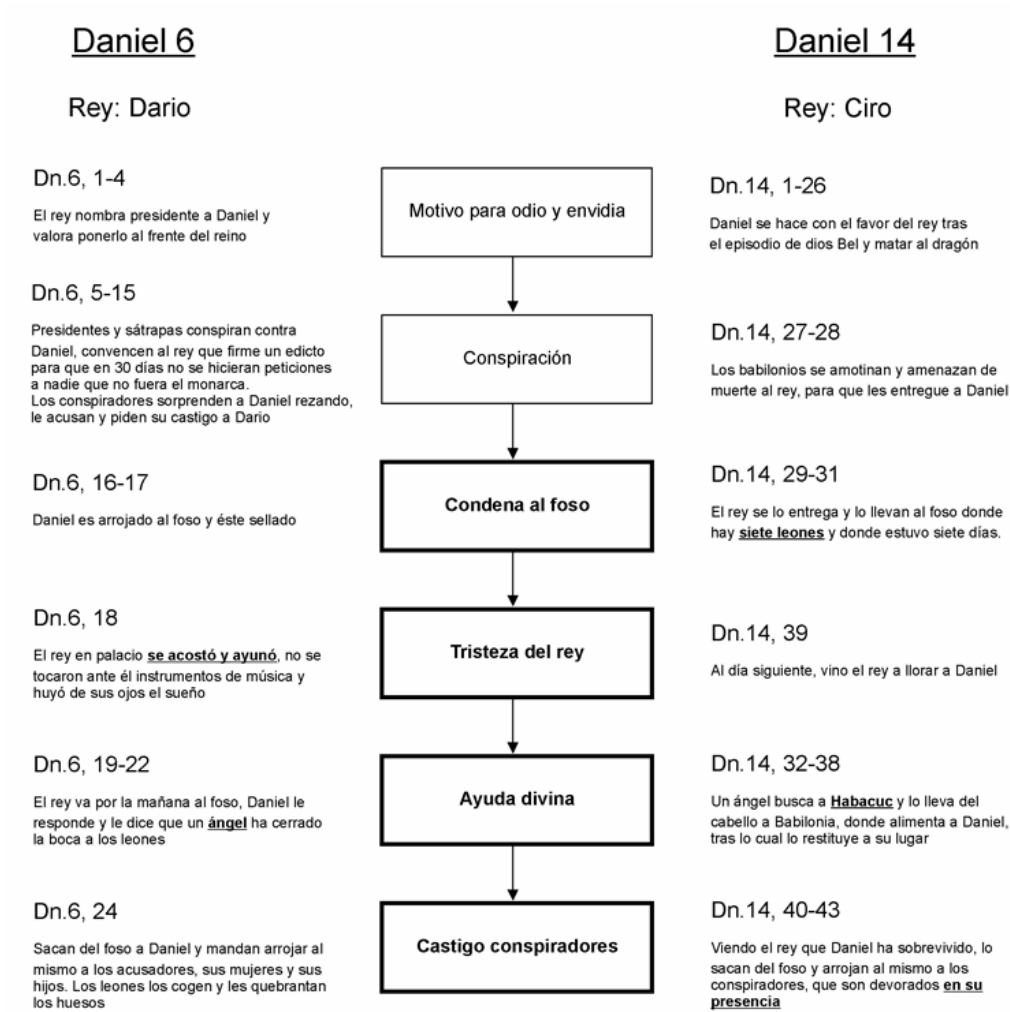 Daniel 6
Daniel 14
Rey: Dario
Rey: Ciro
Dn.6, 1-4
El rey nombra presidente a Daniel y
valora ponerlo al frente del reino
Motivo para odio y envidia
Dn.14, 1-26
Daniel se hace con el favor del rey tras
el episodio de dios Bel y matar al dragón
Dn.6, 5-15
Presidentes y sátrapas conspiran contra
Daniel, convencen al rey que firme un edicto
para que en 30 días no se hicieran peticiones
a nadie que no fuera el monarca.
Los conspiradores sorprenden a Daniel rezando,
le acusan y piden su castigo a Dario
Conspiración
Dn.14, 27-28
Los babilonios se amotinan y amenazan de
muerte al rey, para que les entregue a Daniel
Dn.6, 16-17
Daniel es arrojado al foso y éste sellado
Condena al foso
Dn.14, 29-31
El rey se lo entrega y lo llevan al foso donde
hay siete leones y donde estuvo siete días.
Dn.6, 18
El rey en palacio se acostó y ayunó, no se
tocaron ante él instrumentos de música y
huyó de sus ojos el sueño
Tristeza del rey
Dn.14, 39
Al día siguiente, vino el rey a llorar a Daniel
Dn.6, 19-22
El rey va por la mañana al foso, Daniel le
responde y le dice que un ángel ha cerrado
la boca a los leones
Ayuda divina
Dn.14, 32-38
Un ángel busca a Habacuc y lo lleva del
cabello a Babilonia, donde alimenta a Daniel,
tras lo cual lo restituye a su lugar
Dn.6, 24
Sacan del foso a Daniel y mandan arrojar al
mismo a los acusadores, sus mujeres y sus
hijos. Los leones los cogen y les quebrantan
los huesos
Castigo conspiradores
Dn.14, 40-43
Viendo el rey que Daniel ha sobrevivido, lo
sacan del foso y arrojan al mismo a los
conspiradores, que son devorados en su
presencia